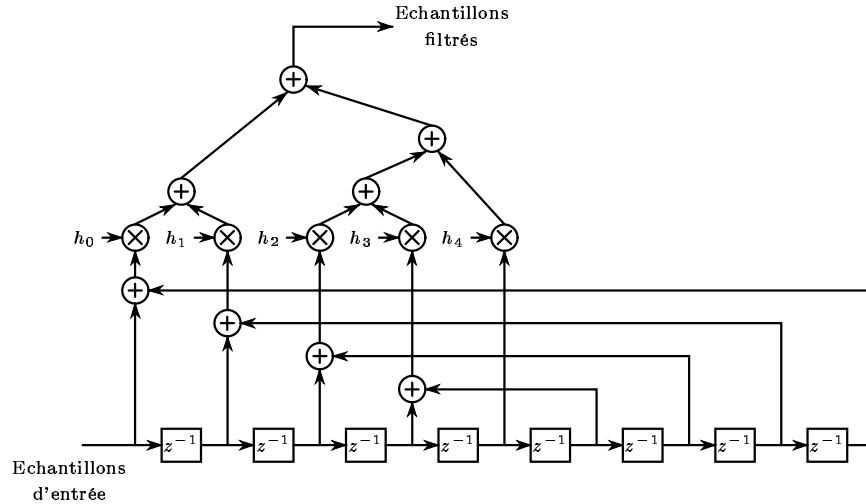 Echantillons
filtrés
h₀ h₁ h₂ h₃ h₄
z⁻¹ z⁻¹ z⁻¹ z⁻¹ z⁻¹ z⁻¹ z⁻¹ z⁻¹
Echantillons
d'entrée